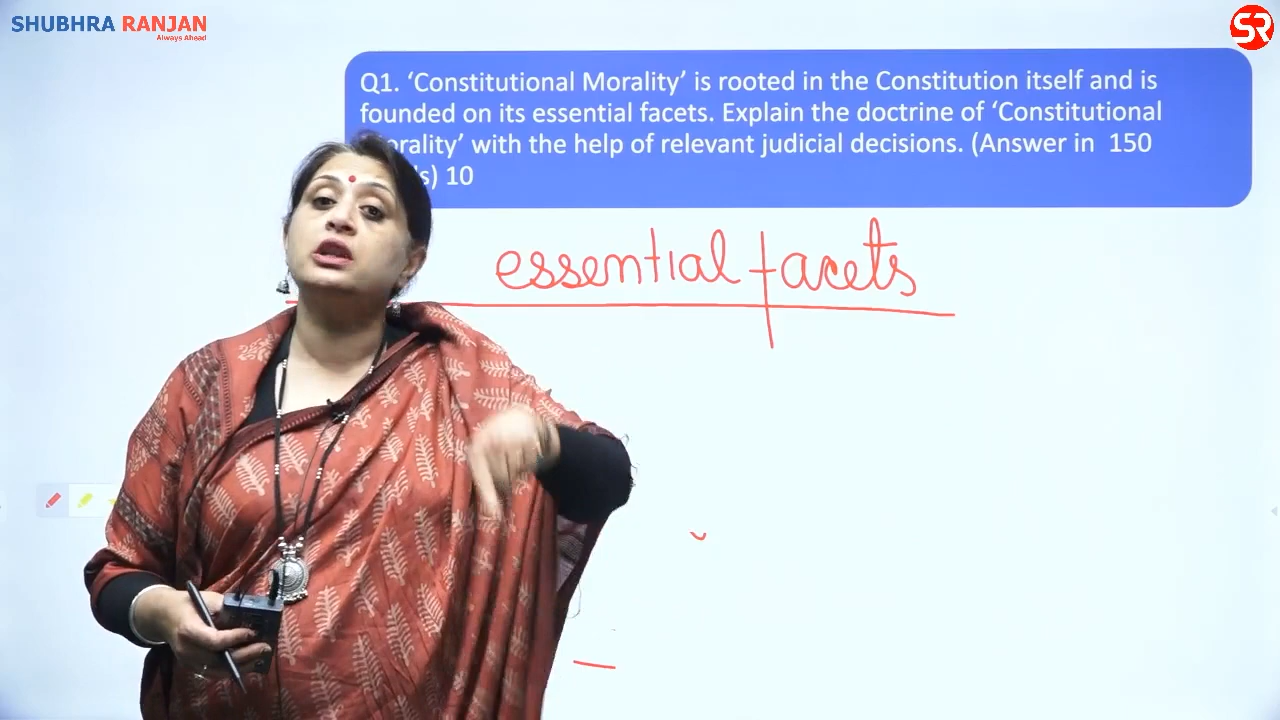 SHUBHRA RANJAN
Always Ahead
SR
Q1. ‘Constitutional Morality’ is rooted in the Constitution itself and is
founded on its essential facets. Explain the doctrine of ‘Constitutional
with the help of relevant judicial decisions. (Answer in 150
10
essential facets